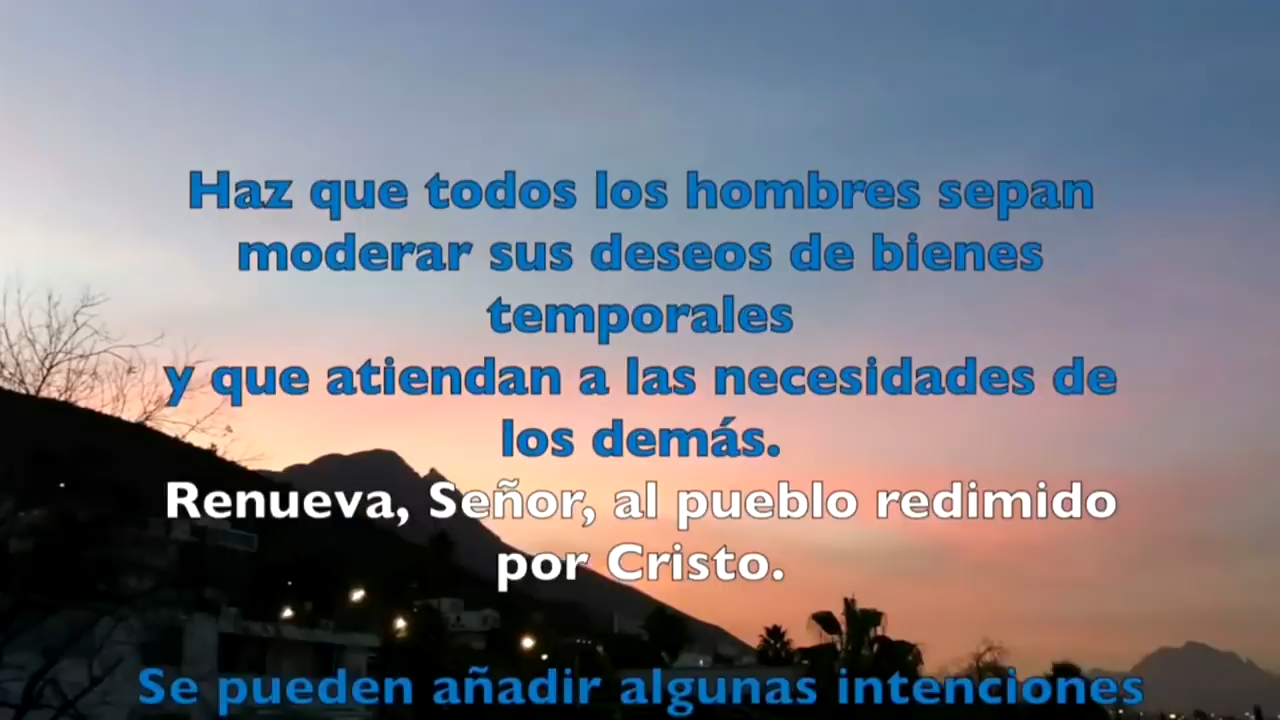 Haz que todos los hombres sepan
moderar sus deseos de bienes
temporales
y que atiendan a las necesidades de
los demás.
Renueva, Señor, al pueblo redimido
por Cristo.
Se pueden añadir algunas intenciones